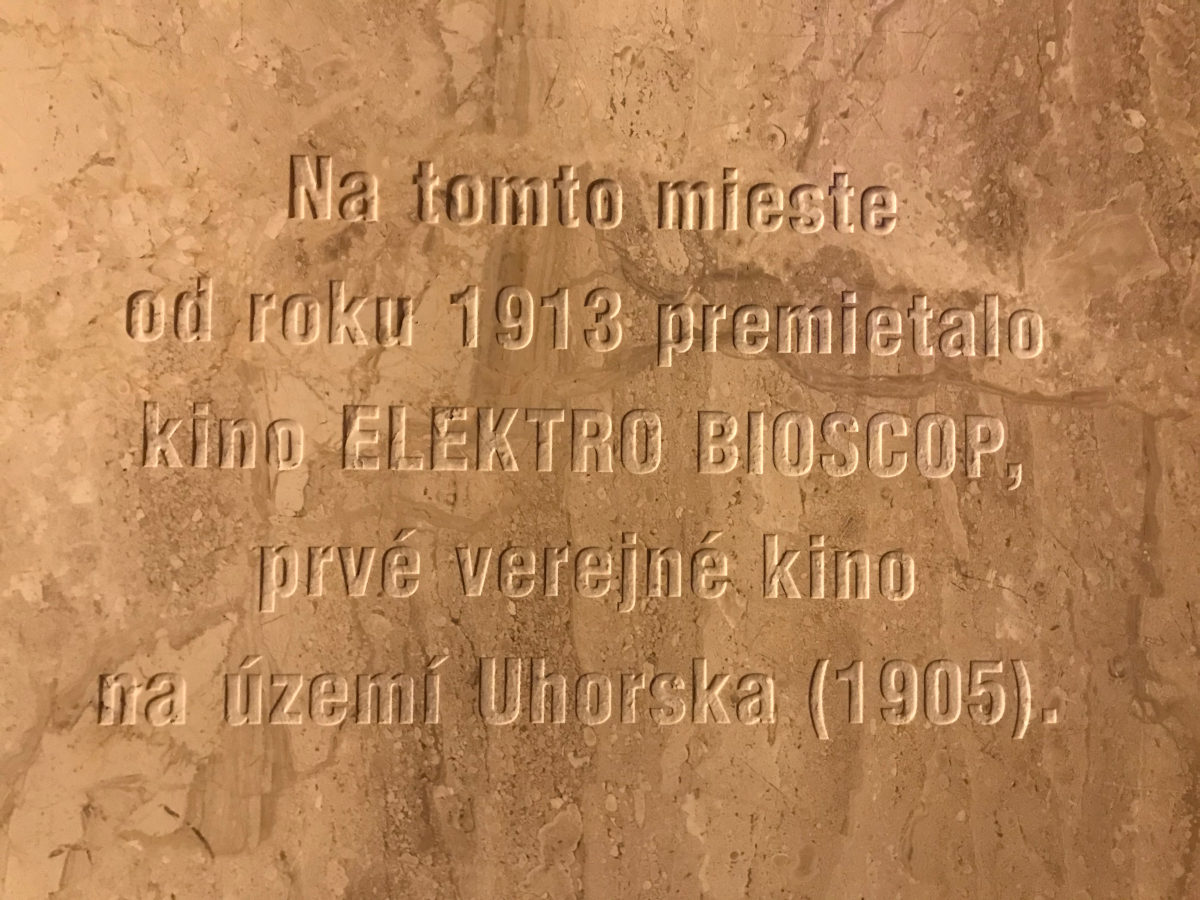 Na tomto mieste
od roku 1913 premietalo
kino ELEKTRO BIOSCOP,
prvé verejné kino
na území Uhorska (1905).